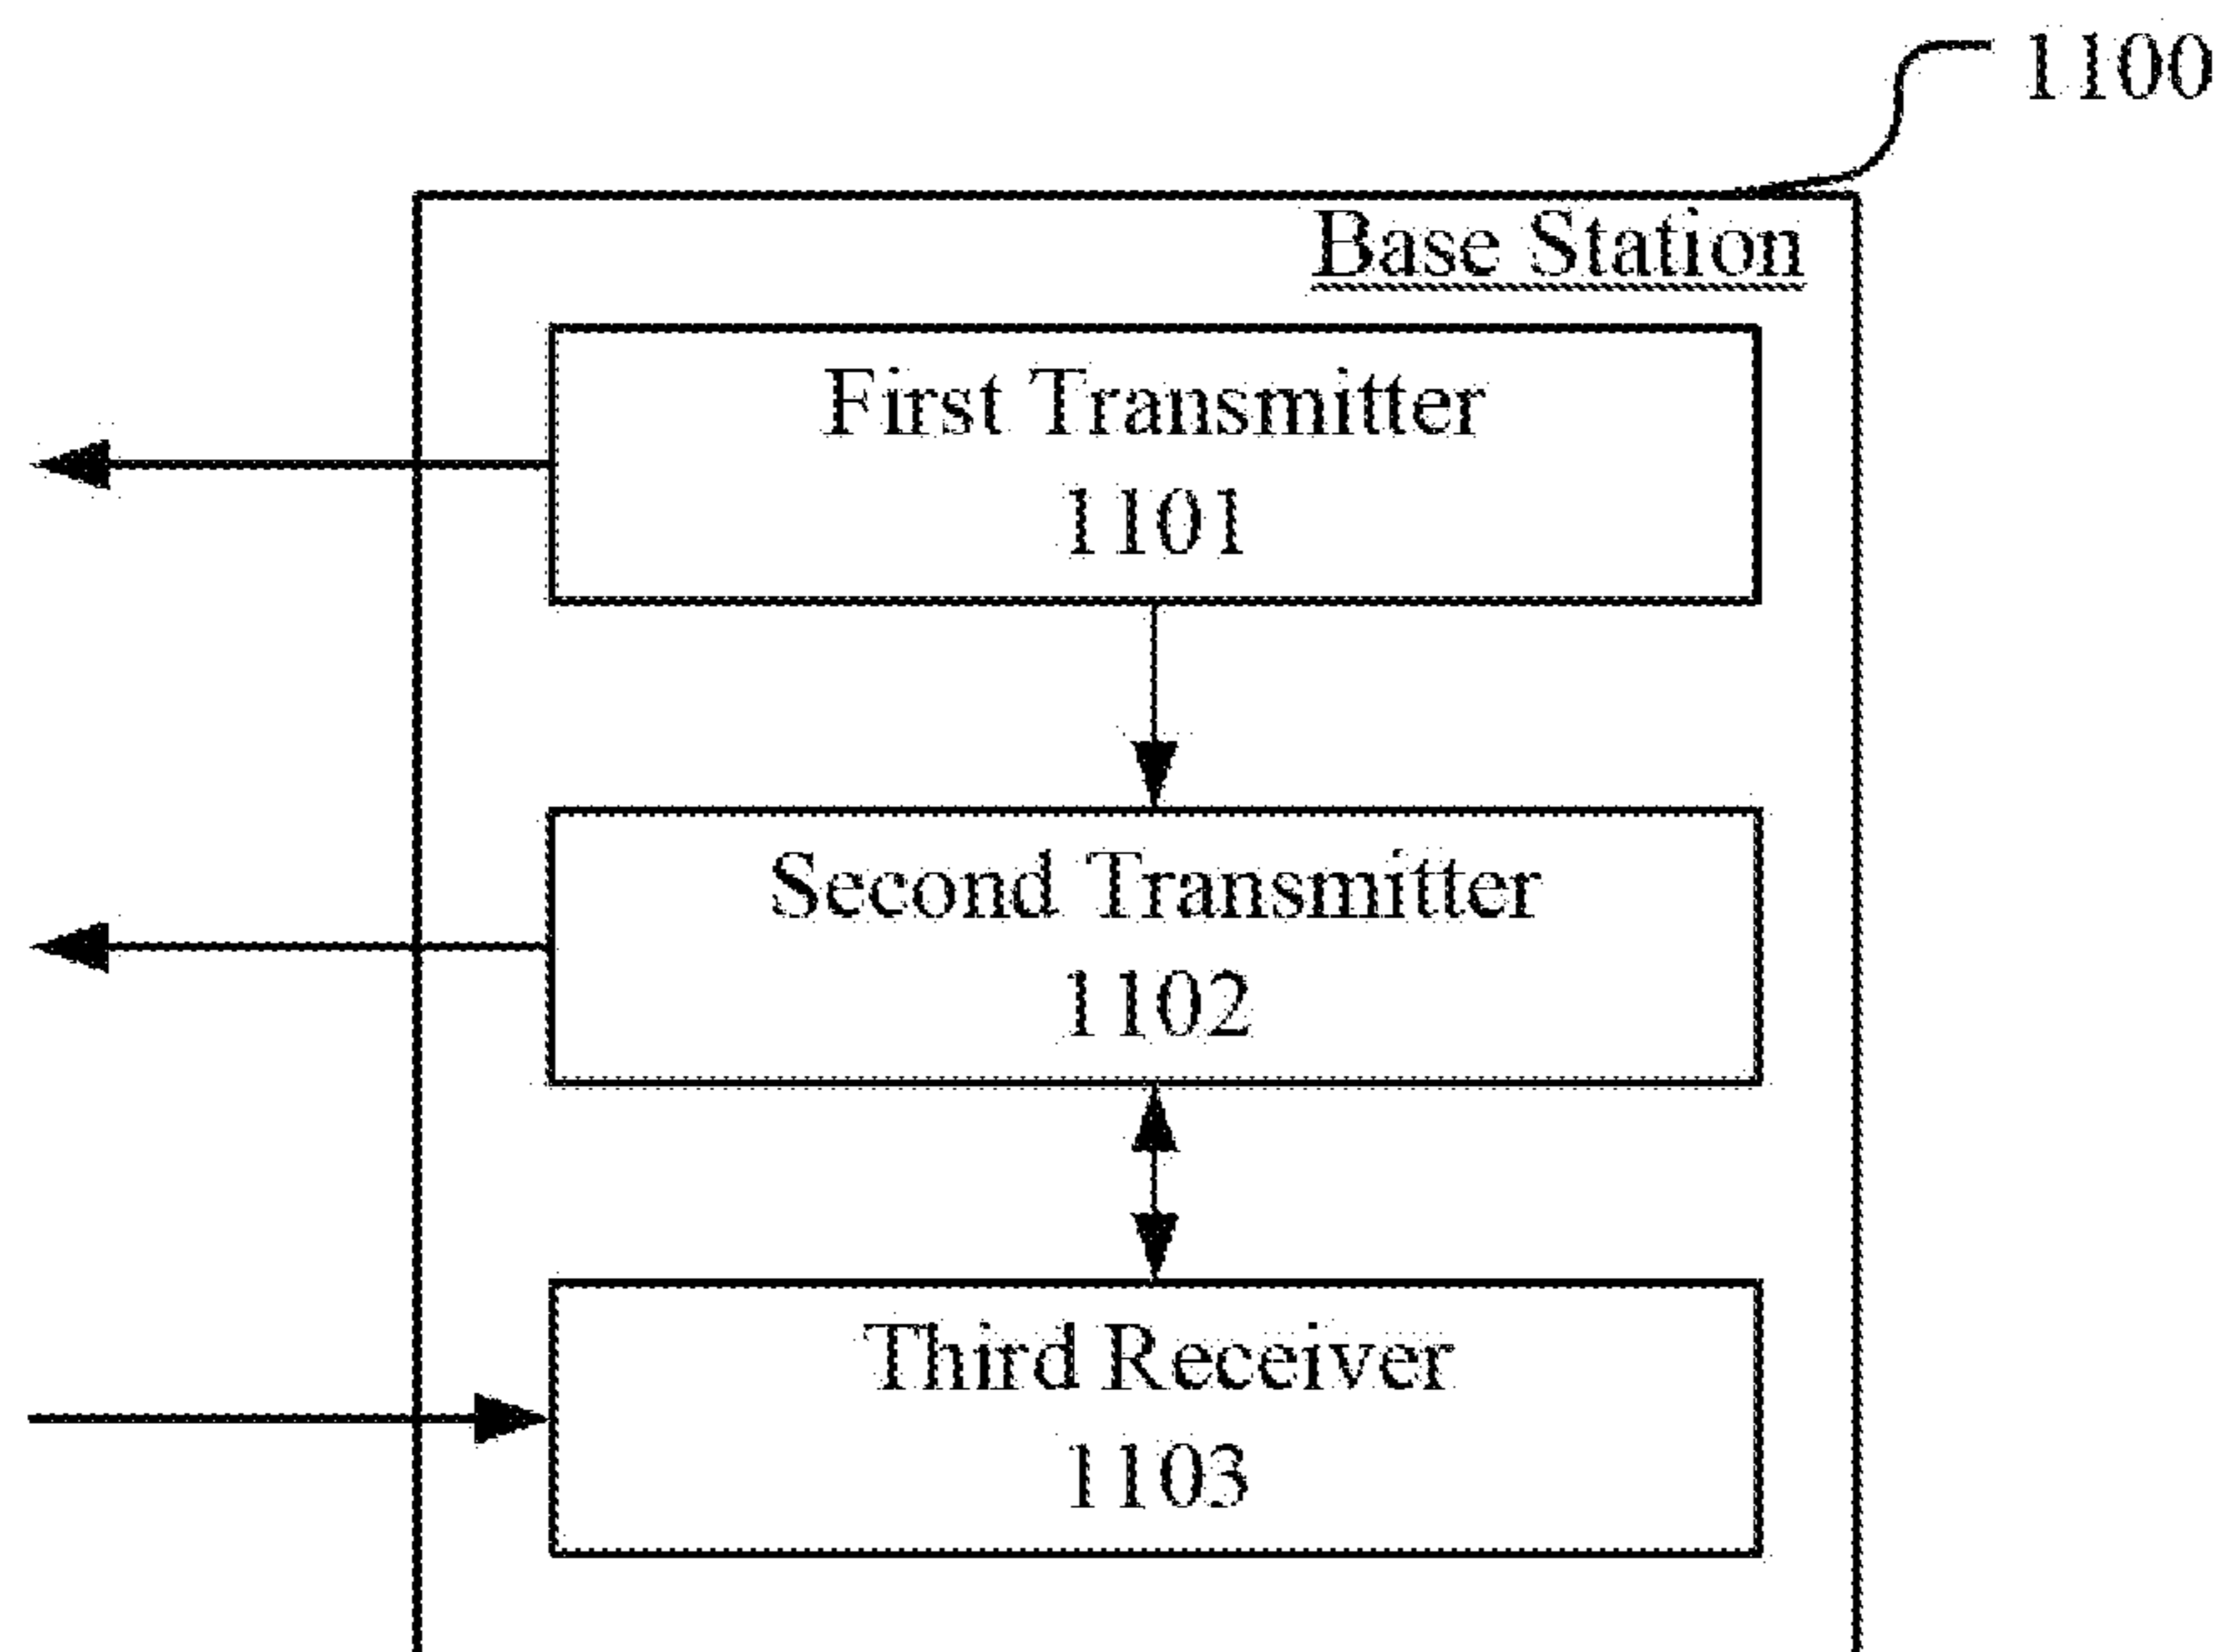 1100
Base Station
First Transmitter
1101
Second Transmitter
1102
Third Receiver
1103